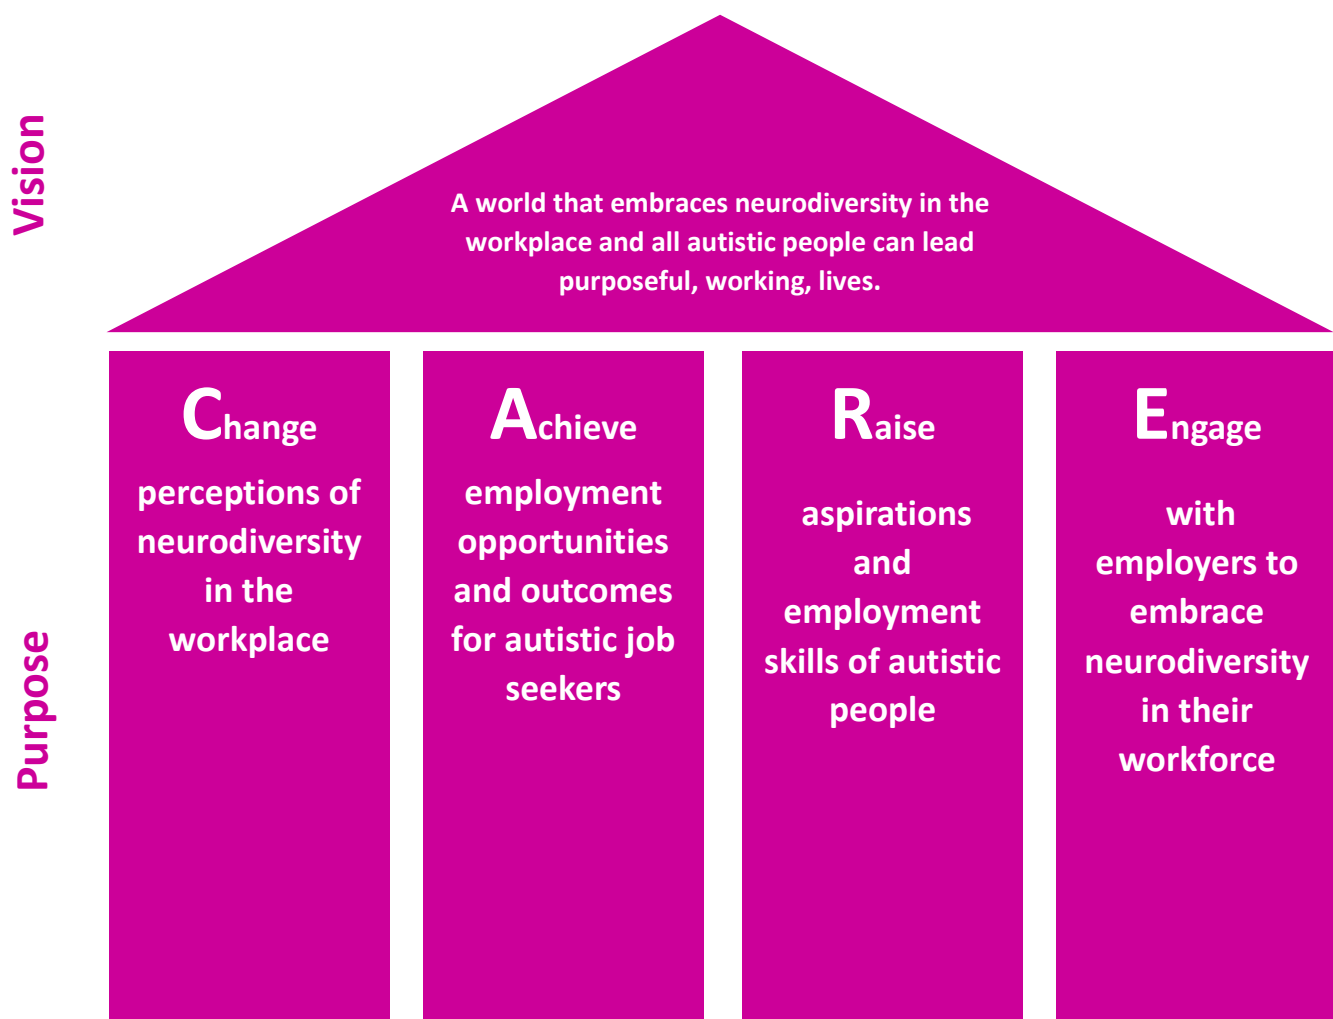 Vision
A world that embraces neurodiversity in the
workplace and all autistic people can lead
purposeful, working, lives.
Purpose
Change
perceptions of
neurodiversity
in the
workplace
Achieve
employment
opportunities
and outcomes
for autistic job
seekers
Raise
aspirations
and
employment
skills of autistic
people
Engage
with
employers to
embrace
neurodiversity
in their
workforce